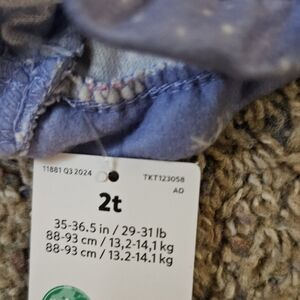 11881 Q3 2024 TKT123058
AD
2t
35-36.5 in / 29-31 lb
88-93 cm / 13,2-14,1 kg
88-93 cm / 13.2-14.1 kg